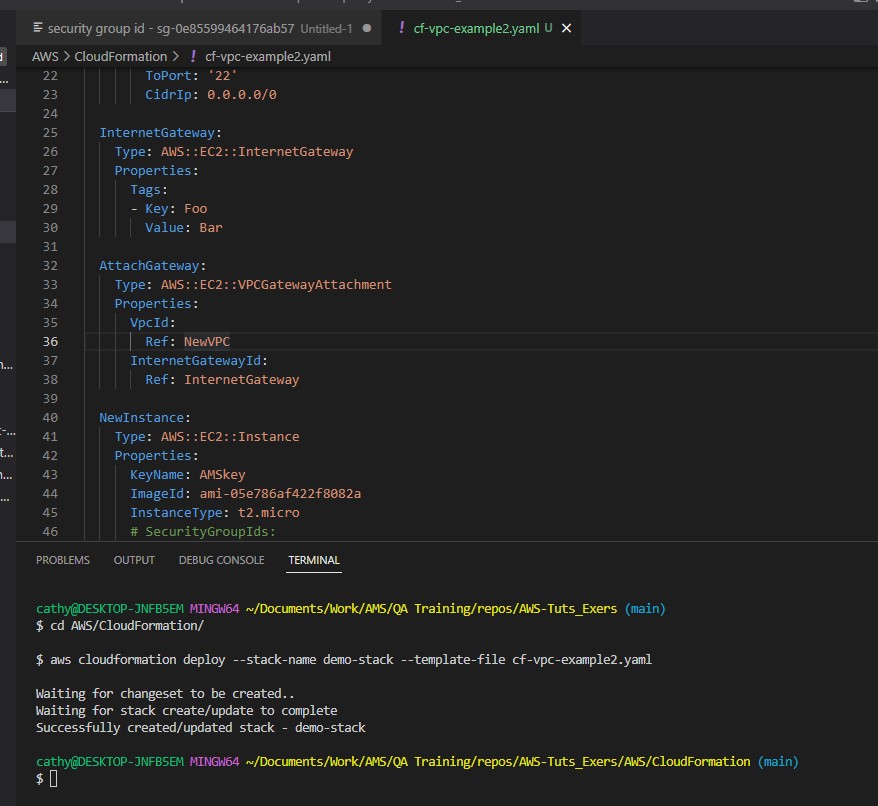 security group id - sg-0e85599464176ab57 Untitled-1 ●
! cf-vpc-example2.yaml U ×
AWS > CloudFormation > ! cf-vpc-example2.yaml
22 ToPort: '22'
23 CidrIp: 0.0.0.0/0
24
25 InternetGateway:
26 Type: AWS::EC2::InternetGateway
27 Properties:
28 Tags:
29 - Key: Foo
30 Value: Bar
31
32 AttachGateway:
33 Type: AWS::EC2::VPCGatewayAttachment
34 Properties:
35 VpcId:
36 Ref: NewVPC
37 InternetGatewayId:
38 Ref: InternetGateway
39
40 NewInstance:
41 Type: AWS::EC2::Instance
42 Properties:
43 KeyName: AMSkey
44 ImageId: ami-05e786af422f8082a
45 InstanceType: t2.micro
46 # SecurityGroupIds:
PROBLEMS OUTPUT DEBUG CONSOLE TERMINAL
cathy@DESKTOP-JNFB5EM MINGW64 ~/Documents/Work/AMS/QA Training/repos/AWS-Tuts_Exers (main)
$ cd AWS/CloudFormation/
$ aws cloudformation deploy --stack-name demo-stack --template-file cf-vpc-example2.yaml
Waiting for changeset to be created..
Waiting for stack create/update to complete
Successfully created/updated stack - demo-stack
cathy@DESKTOP-JNFB5EM MINGW64 ~/Documents/Work/AMS/QA Training/repos/AWS-Tuts_Exers/AWS/CloudFormation (main)
$